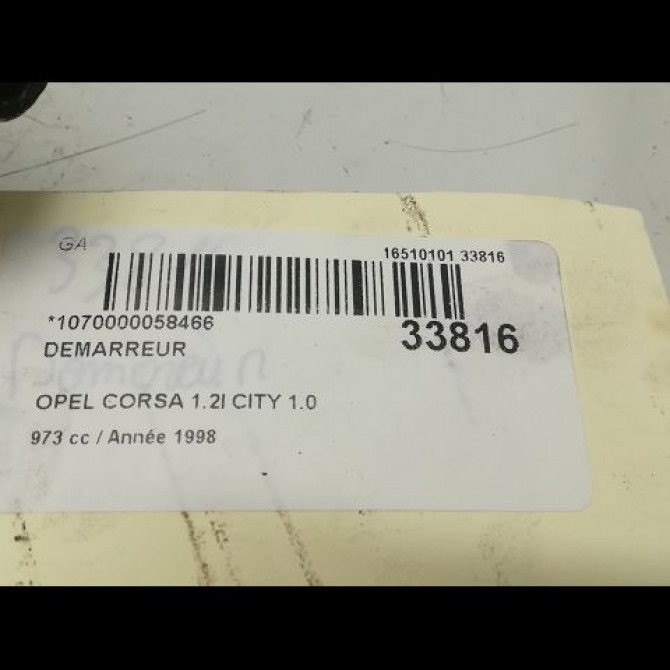 GA
16510101 33816
*1070000058466
33816
DEMARREUR
OPEL CORSA 1.2I CITY 1.0
973 cc / Année 1998